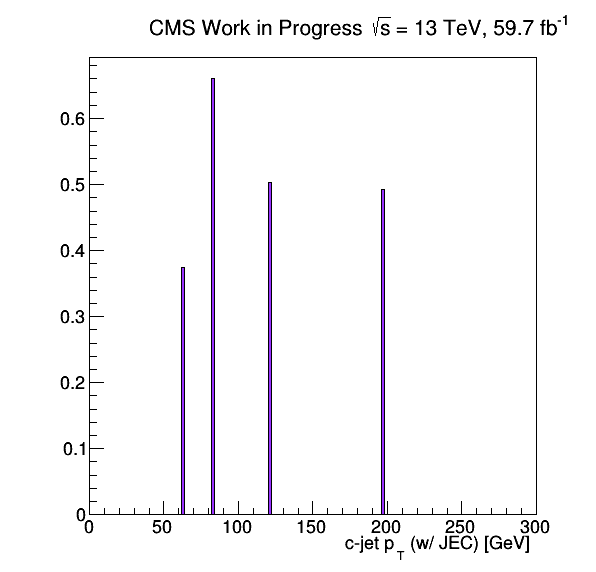 CMS Work in Progress √s = 13 TeV, 59.7 fb⁻¹
0.6
0.5
0.4
0.3
0.2
0.1
0
0 50 100 150 200 250 300
c-jet p_T (w/ JEC) [GeV]